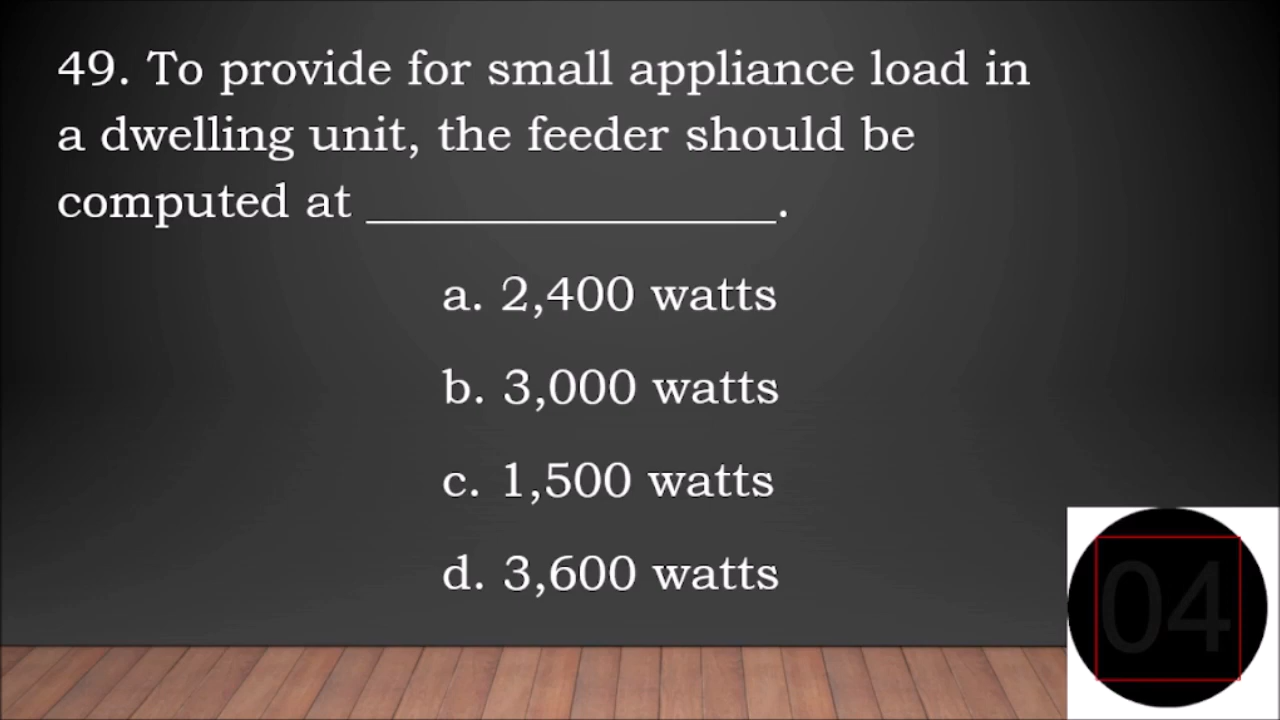 49. To provide for small appliance load in
a dwelling unit, the feeder should be
computed at _________________.
a. 2,400 watts
b. 3,000 watts
c. 1,500 watts
d. 3,600 watts
04